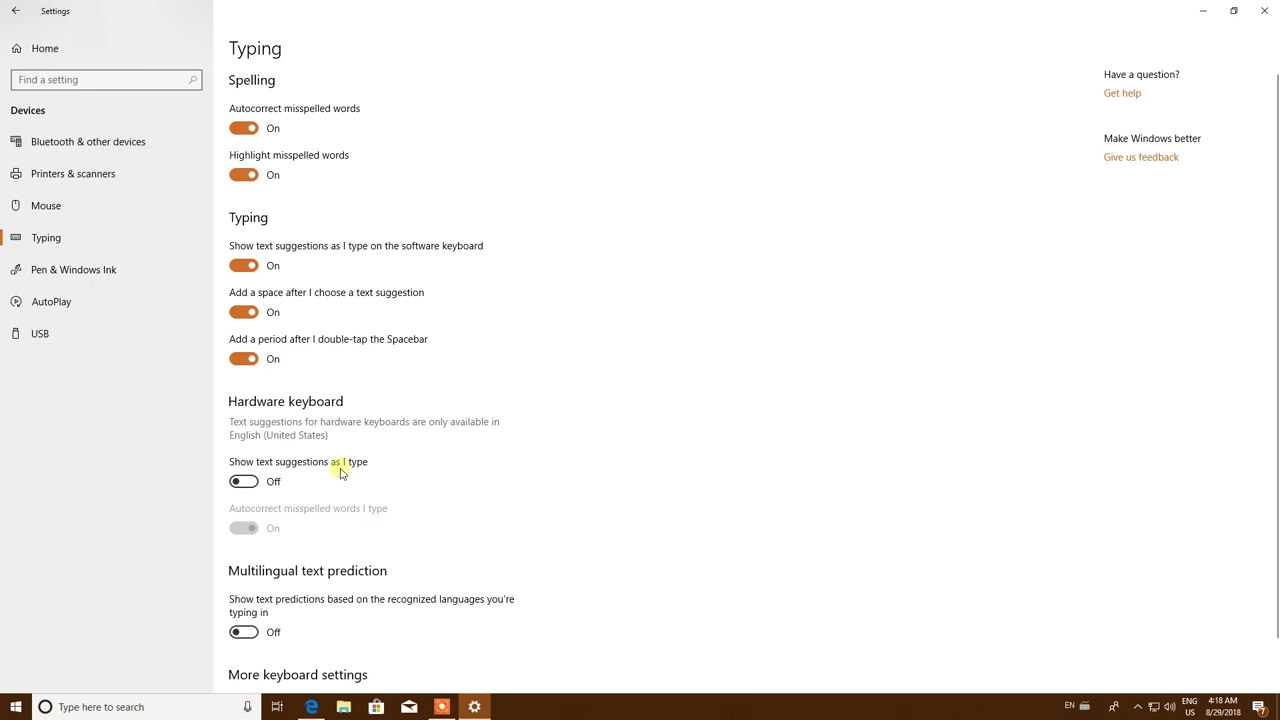 Settings
Home
Find a setting
Devices
Bluetooth & other devices
Printers & scanners
Mouse
Typing
Pen & Windows Ink
AutoPlay
USB
Typing
Spelling
Autocorrect misspelled words
On
Highlight misspelled words
On
Typing
Show text suggestions as I type on the software keyboard
On
Add a space after I choose a text suggestion
On
Add a period after I double-tap the Spacebar
On
Hardware keyboard
Text suggestions for hardware keyboards are only available in
English (United States)
Show text suggestions as I type
Off
Autocorrect misspelled words I type
On
Multilingual text prediction
Show text predictions based on the recognized languages you're
typing in
Off
More keyboard settings
Have a question?
Get help
Make Windows better
Give us feedback
Type here to search
EN
ENG
US
4:18 AM
8/29/2018
7